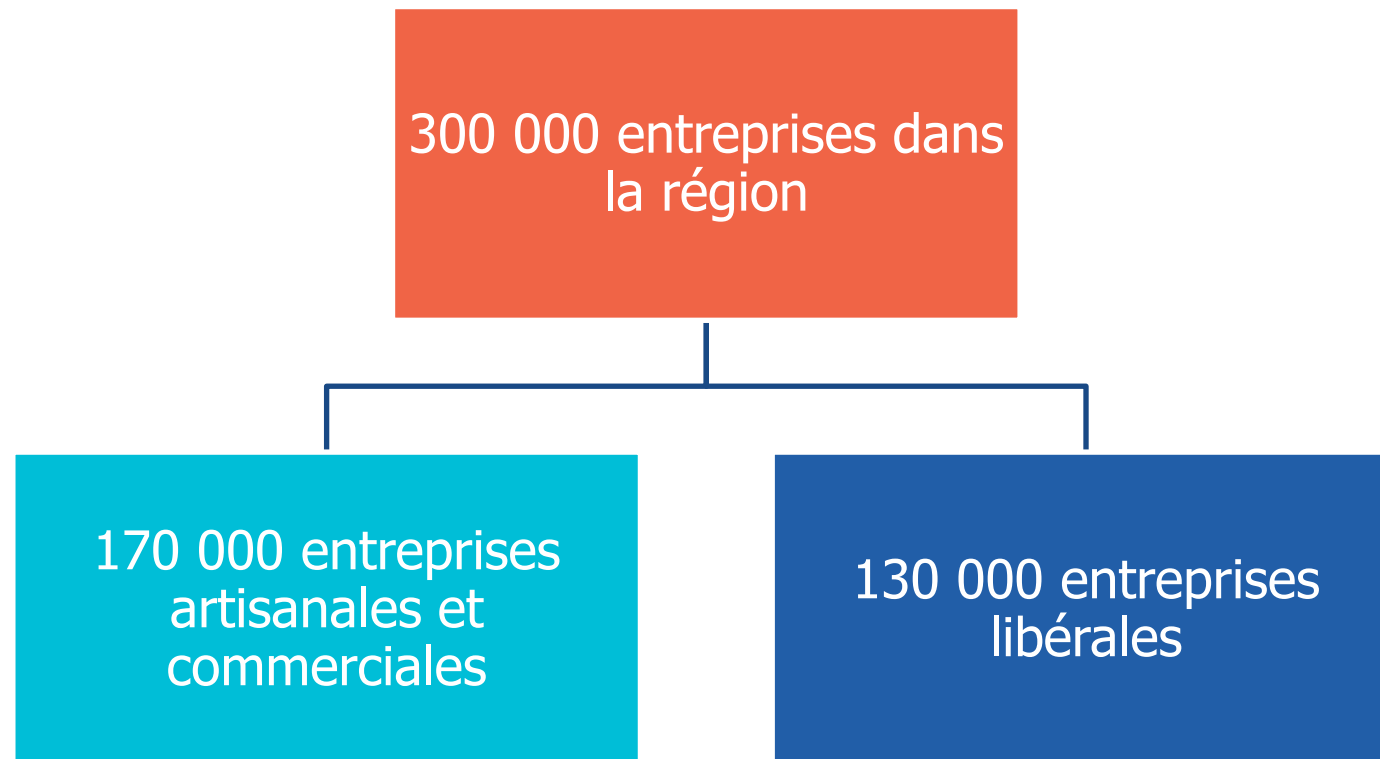 300 000 entreprises dans
la région
170 000 entreprises
artisanales et
commerciales
130 000 entreprises
libérales